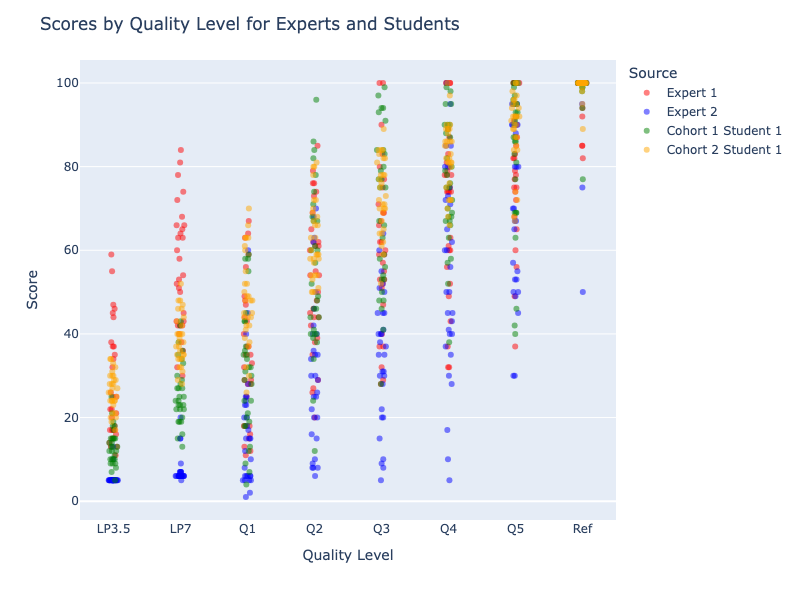 Scores by Quality Level for Experts and Students
Source
Expert 1
Expert 2
Cohort 1 Student 1
Cohort 2 Student 1
100
80
60
40
20
0
Score
LP3.5 LP7 Q1 Q2 Q3 Q4 Q5 Ref
Quality Level